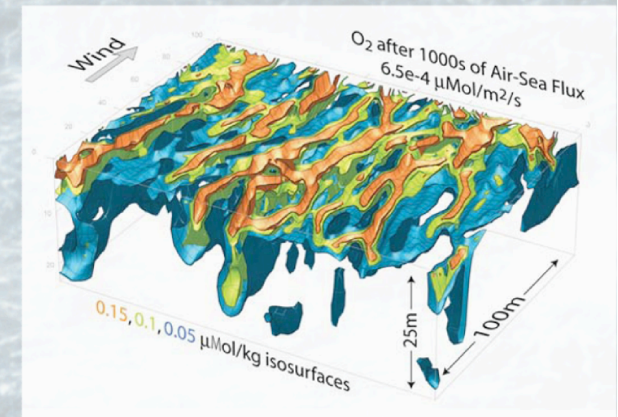 Wind
O₂ after 1000s of Air-Sea Flux
6.5e-4 μMol/m²/s
0.15, 0.1, 0.05 μMol/kg isosurfaces
25m
100m